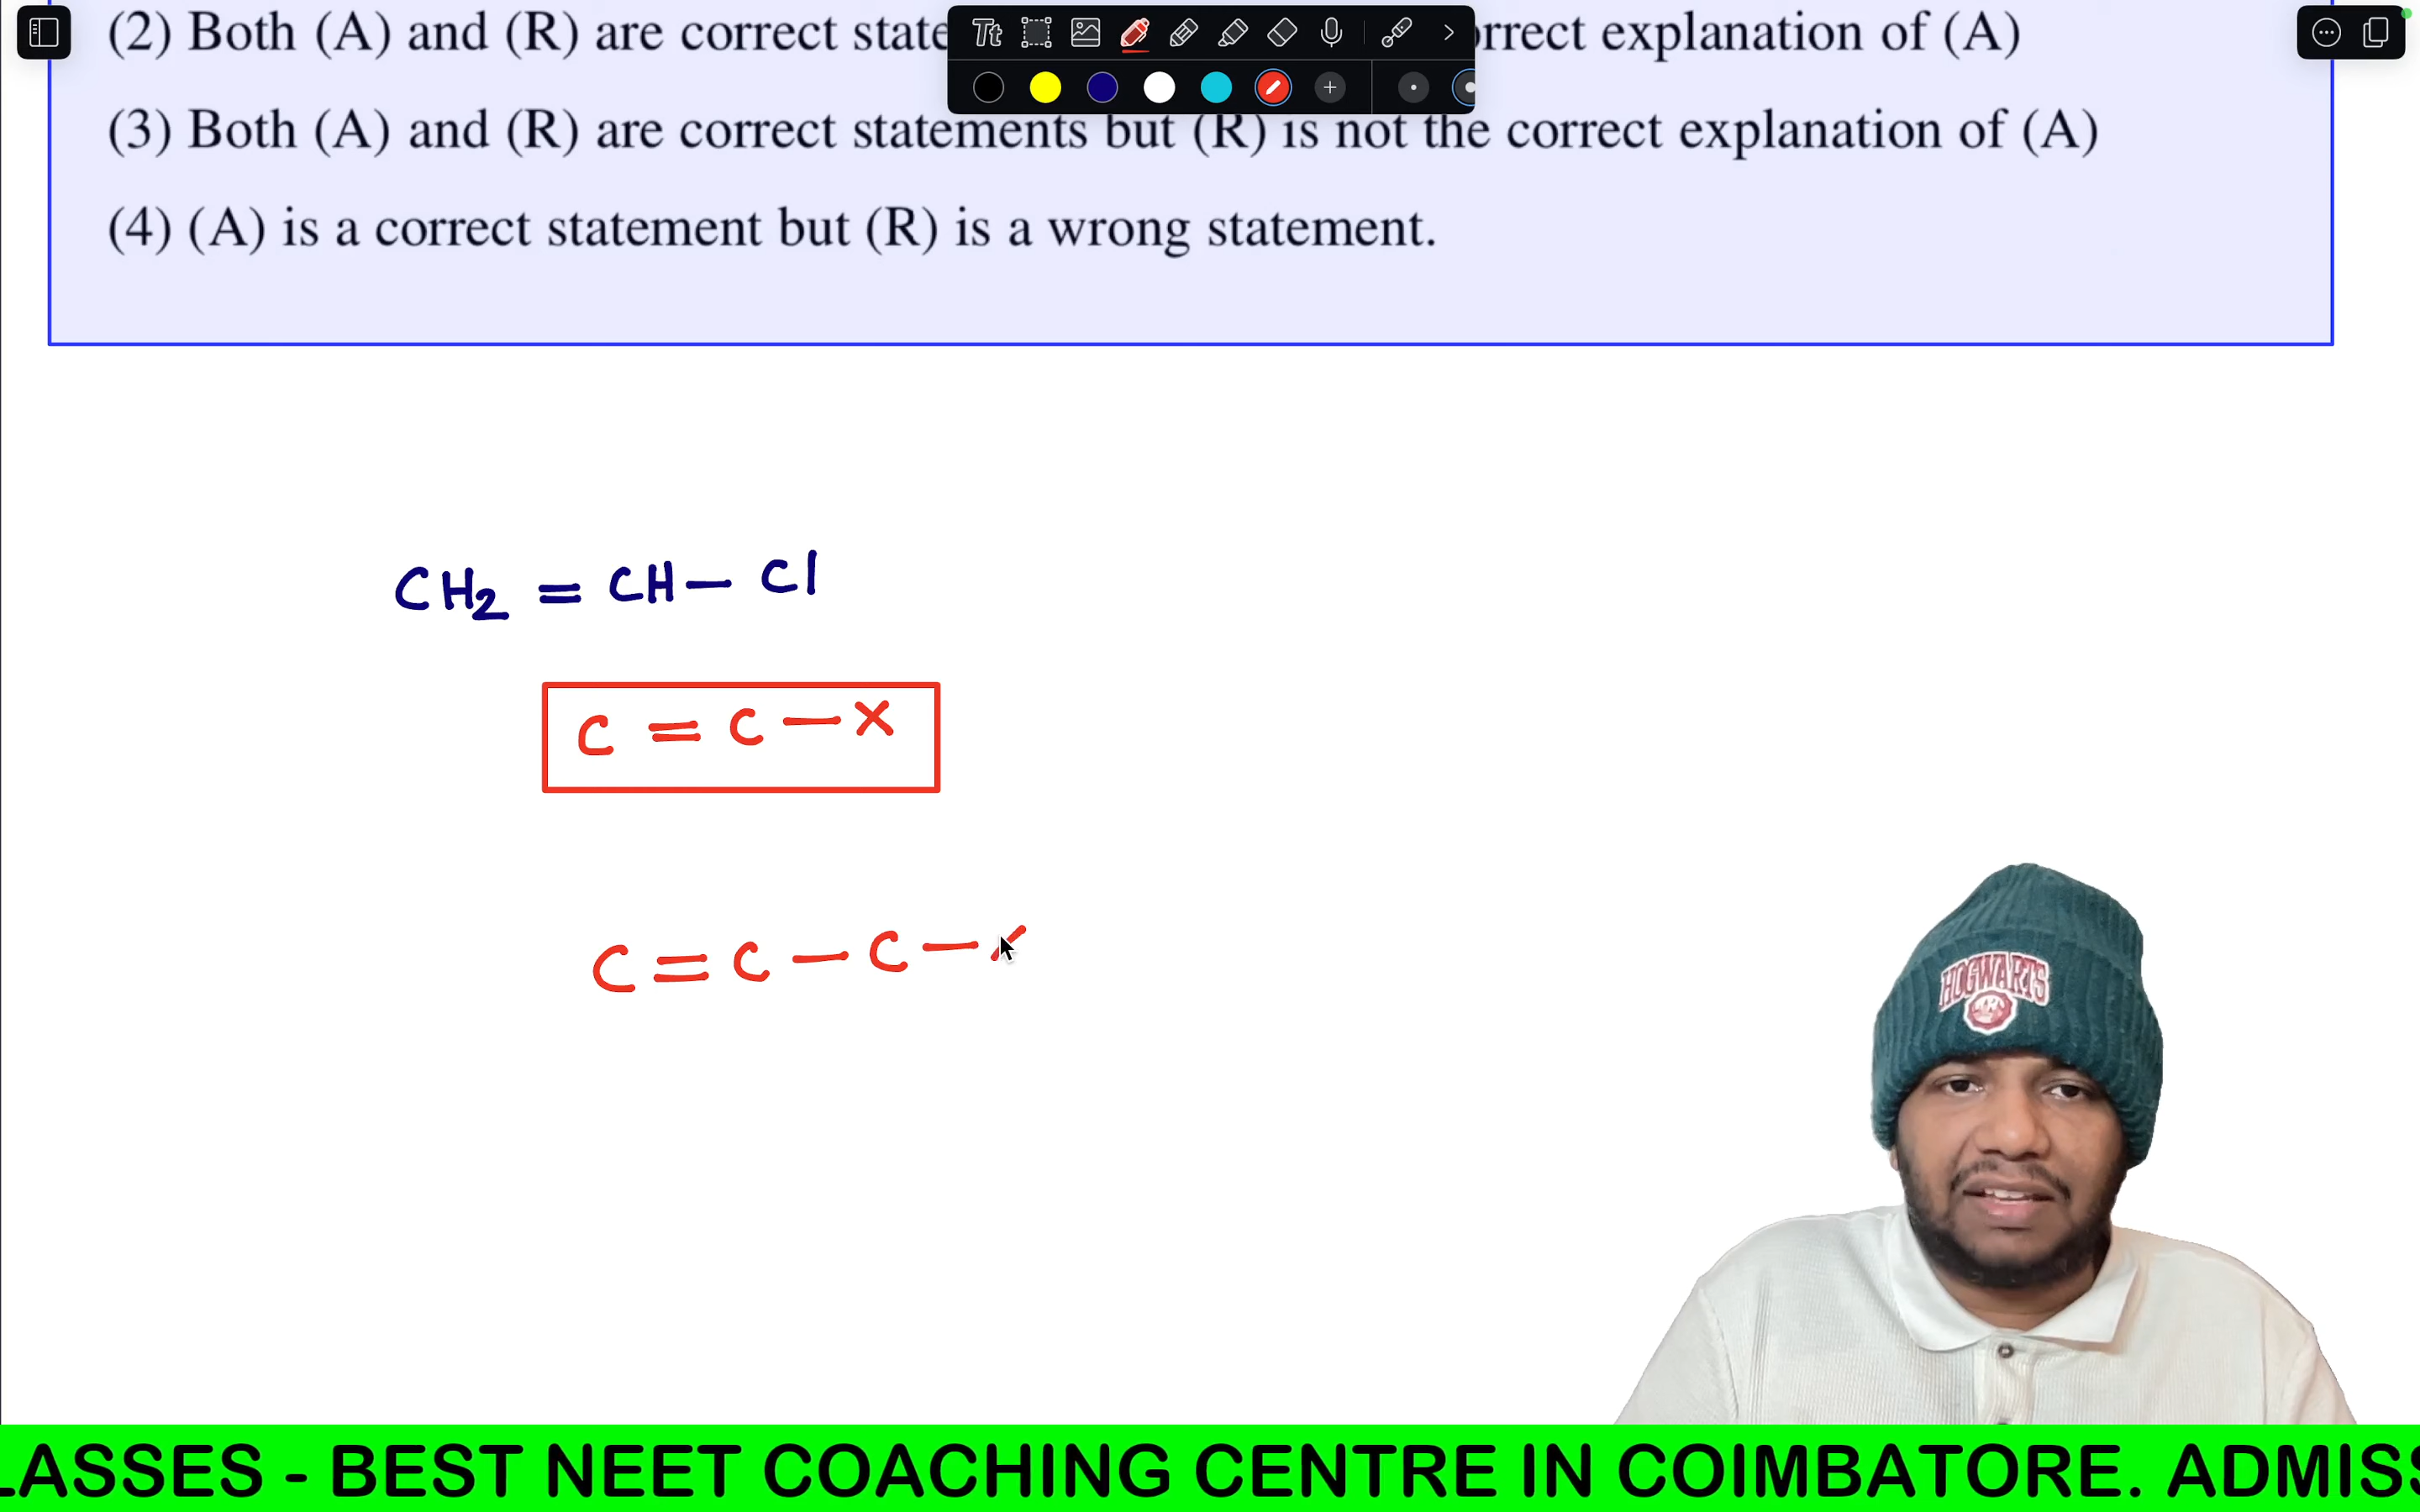 (2) Both (A) and (R) are correct state rrect explanation of (A)
Tt
(3) Both (A) and (R) are correct statements but (R) is not the correct explanation of (A)
(4) (A) is a correct statement but (R) is a wrong statement.
CH₂ = CH — Cl
C = C — X
C = C — C —
HOGWARTS
LASSES - BEST NEET COACHING CENTRE IN COIMBATORE. ADMISS